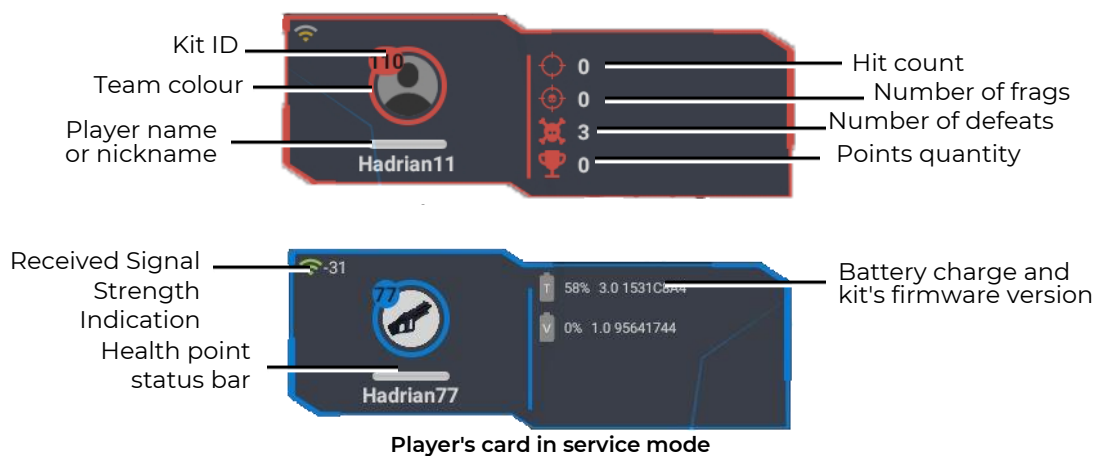 Kit ID
Team colour
Player name
or nickname
110
Hadrian11
0
0
3
0
Hit count
Number of frags
Number of defeats
Points quantity
Received Signal
Strength
Indication
Health point
status bar
-31
77
Hadrian77
T 58% 3.0 1531C8A4
V 0% 1.0 95641744
Battery charge and
kit's firmware version
Player's card in service mode